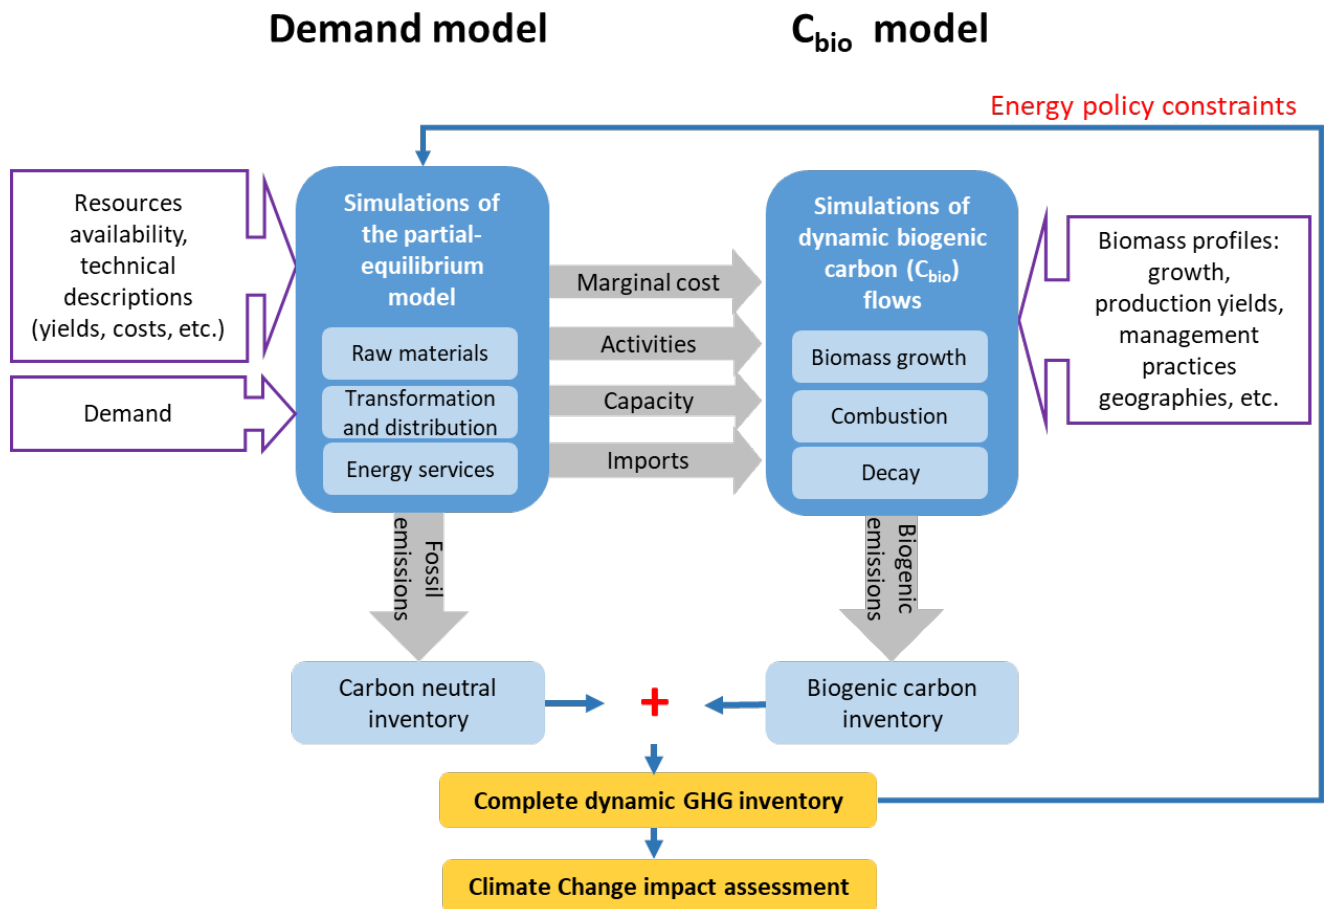 Demand model
C_bio model
Energy policy constraints
Resources
availability,
technical
descriptions
(yields, costs, etc.)
Demand
Simulations of
the partial-
equilibrium
model
Raw materials
Transformation
and distribution
Energy services
Marginal cost
Activities
Capacity
Imports
Simulations of
dynamic biogenic
carbon (C_bio)
flows
Biomass growth
Combustion
Decay
Biomass profiles:
growth,
production yields,
management
practices
geographies, etc.
Fossil
emissions
Biogenic
emissions
Carbon neutral
inventory
+
Biogenic carbon
inventory
Complete dynamic GHG inventory
Climate Change impact assessment